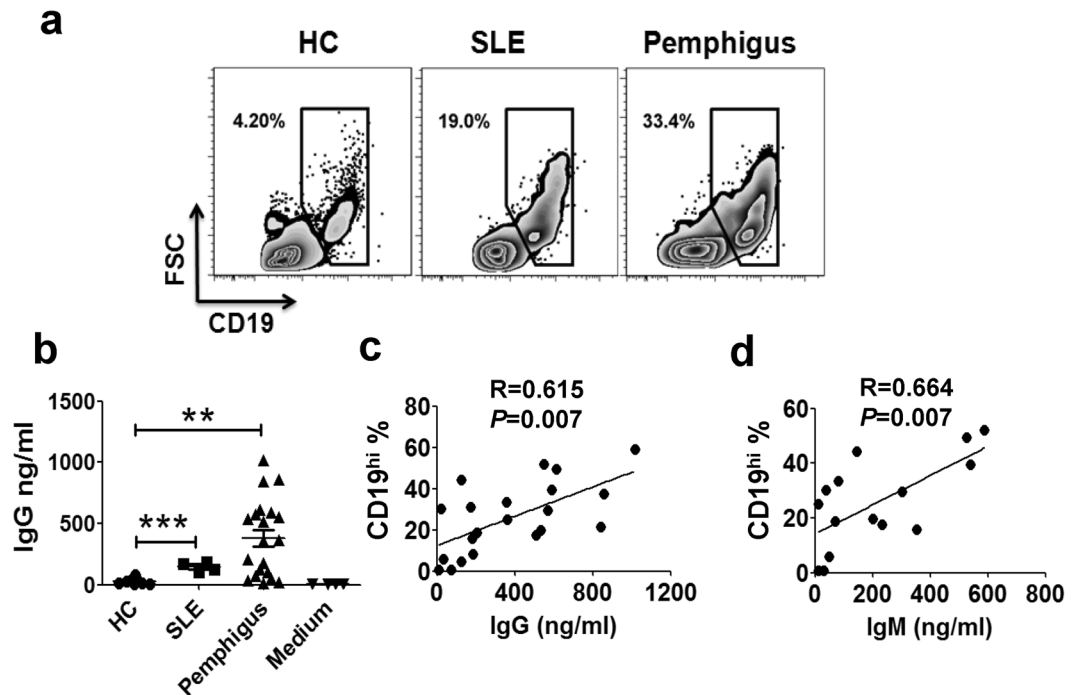 a
HC SLE Pemphigus
4.20% 19.0% 33.4%
FSC
CD19
b
IgG ng/ml
1500
1000
500
0
**
***
HC SLE Pemphigus Medium
c
R=0.615
P=0.007
CD19hi %
80
60
40
20
0
0 400 800 1200
IgG (ng/ml)
d
R=0.664
P=0.007
CD19hi %
60
40
20
0
0 200 400 600 800
IgM (ng/ml)